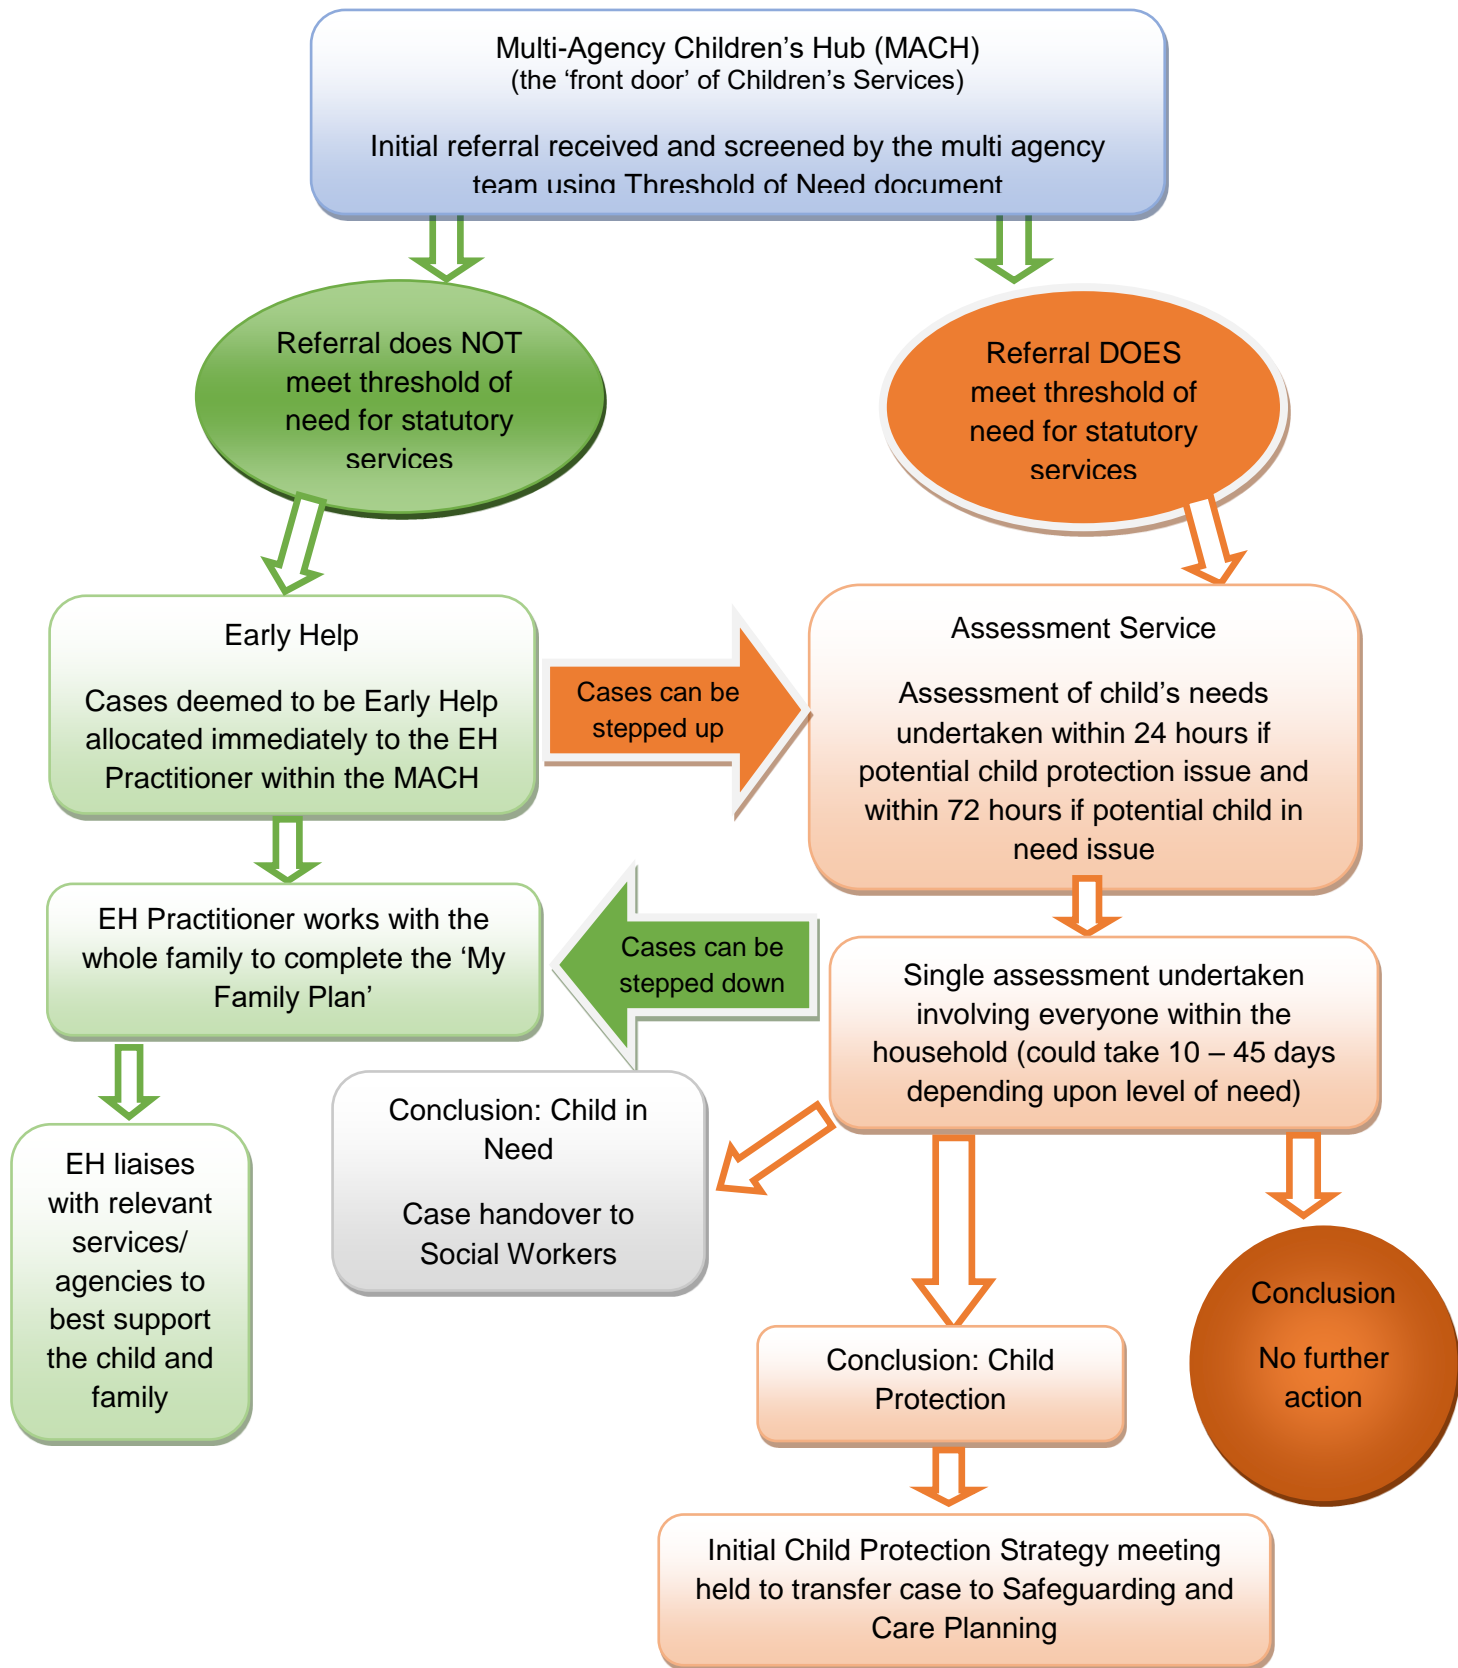 Multi-Agency Children’s Hub (MACH)
(the ‘front door’ of Children’s Services)
Initial referral received and screened by the multi agency
team using Threshold of Need document
Referral does NOT
meet threshold of
need for statutory
services
Referral DOES
meet threshold of
need for statutory
services
Early Help
Cases deemed to be Early Help
allocated immediately to the EH
Practitioner within the MACH
Cases can be
stepped up
Assessment Service
Assessment of child’s needs
undertaken within 24 hours if
potential child protection issue and
within 72 hours if potential child in
need issue
EH Practitioner works with the
whole family to complete the ‘My
Family Plan’
Cases can be
stepped down
Single assessment undertaken
involving everyone within the
household (could take 10 – 45 days
depending upon level of need)
EH liaises
with relevant
services/
agencies to
best support
the child and
family
Conclusion: Child in
Need
Case handover to
Social Workers
Conclusion: Child
Protection
Conclusion
No further
action
Initial Child Protection Strategy meeting
held to transfer case to Safeguarding and
Care Planning